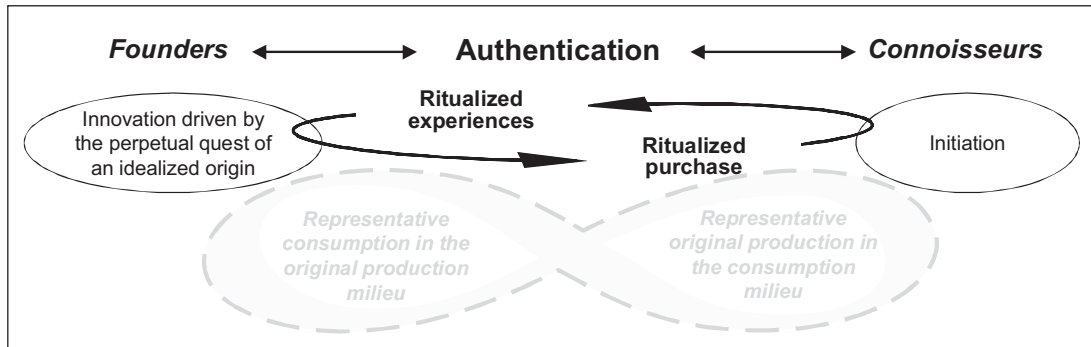 Founders Authentication Connoisseurs
Ritualized
experiences
Innovation driven by
the perpetual quest of
an idealized origin
Ritualized
purchase
Initiation
Representative
consumption in the
original production
milieu
Representative
original production in
the consumption
milieu